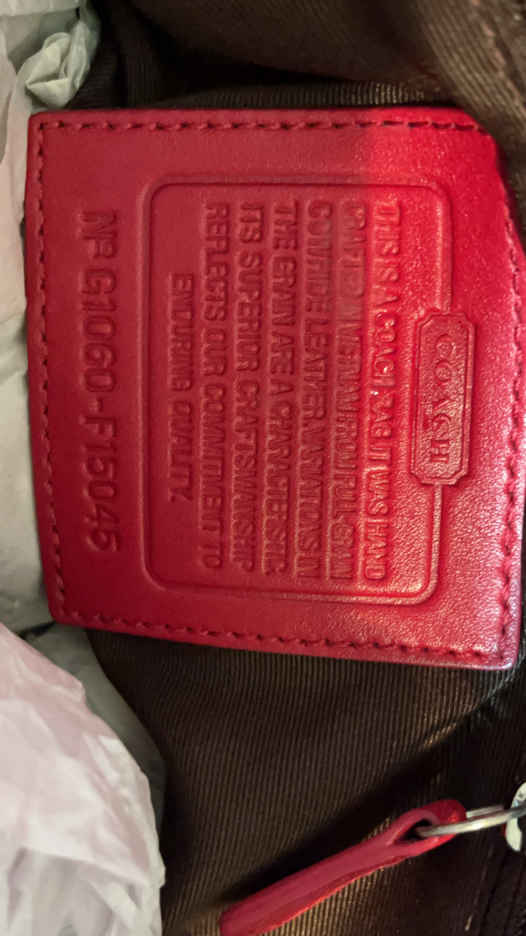 COACH
THIS IS A COACH BAG. IT WAS HAND
CRAFTED IN VIETNAM FROM FULL-GRAIN
COWHIDE LEATHER. VARIATIONS IN
THE GRAIN ARE A CHARACTERISTIC.
ITS SUPERIOR CRAFTSMANSHIP
REFLECTS OUR COMMITMENT TO
ENDURING QUALITY.
Nº G1060-F15045